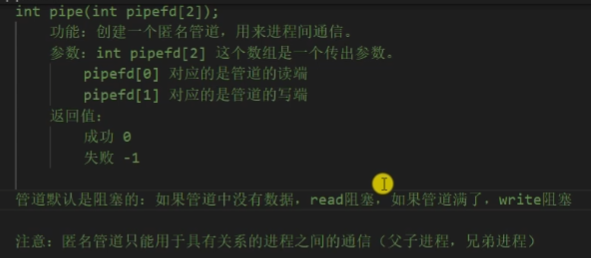 int pipe(int pipefd[2]);
功能：创建一个匿名管道，用来进程间通信。
参数：int pipefd[2] 这个数组是一个传出参数。
pipefd[0] 对应的是管道的读端
pipefd[1] 对应的是管道的写端
返回值：
成功 0
失败 -1
管道默认是阻塞的：如果管道中没有数据，read阻塞，如果管道满了，write阻塞
注意：匿名管道只能用于具有关系的进程之间的通信（父子进程，兄弟进程）